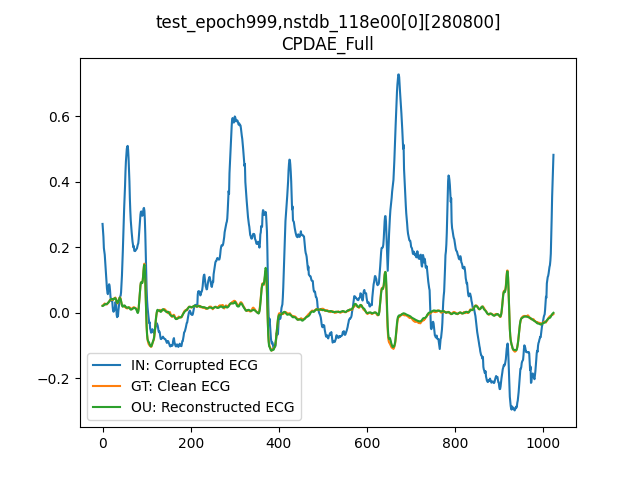 test_epoch999,nstdb_118e00[0][280800]
CPDAE_Full
0.6
0.4
0.2
0.0
−0.2
IN: Corrupted ECG
GT: Clean ECG
OU: Reconstructed ECG
0 200 400 600 800 1000